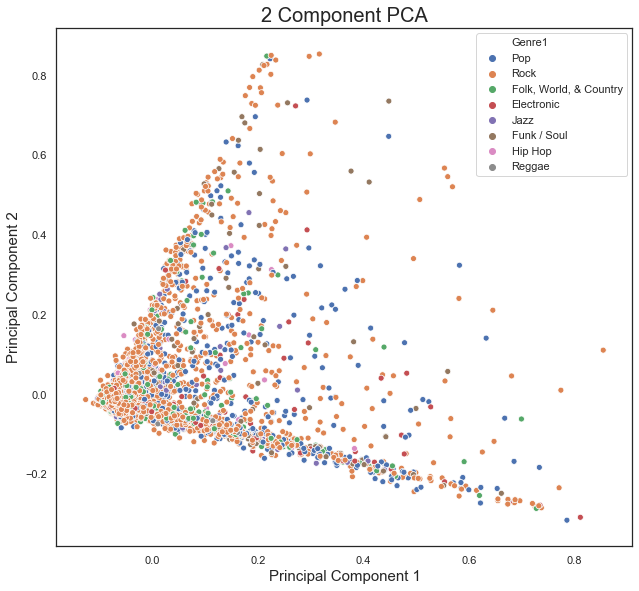 2 Component PCA
Genre1
Pop
Rock
Folk, World, & Country
Electronic
Jazz
Funk / Soul
Hip Hop
Reggae
Principal Component 2
0.8
0.6
0.4
0.2
0.0
−0.2
0.0 0.2 0.4 0.6 0.8
Principal Component 1